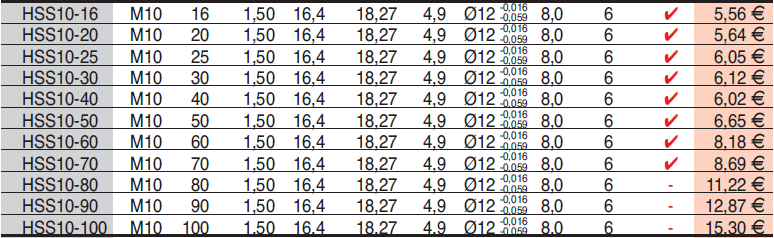 HSS10-16 M10 16 1,50 16,4 18,27 4,9 Ø12 -0,016 -0,059 8,0 6 ✓ 5,56 €
HSS10-20 M10 20 1,50 16,4 18,27 4,9 Ø12 -0,016 -0,059 8,0 6 ✓ 5,64 €
HSS10-25 M10 25 1,50 16,4 18,27 4,9 Ø12 -0,016 -0,059 8,0 6 ✓ 6,05 €
HSS10-30 M10 30 1,50 16,4 18,27 4,9 Ø12 -0,016 -0,059 8,0 6 ✓ 6,12 €
HSS10-40 M10 40 1,50 16,4 18,27 4,9 Ø12 -0,016 -0,059 8,0 6 ✓ 6,02 €
HSS10-50 M10 50 1,50 16,4 18,27 4,9 Ø12 -0,016 -0,059 8,0 6 ✓ 6,65 €
HSS10-60 M10 60 1,50 16,4 18,27 4,9 Ø12 -0,016 -0,059 8,0 6 ✓ 8,18 €
HSS10-70 M10 70 1,50 16,4 18,27 4,9 Ø12 -0,016 -0,059 8,0 6 ✓ 8,69 €
HSS10-80 M10 80 1,50 16,4 18,27 4,9 Ø12 -0,016 -0,059 8,0 6 - 11,22 €
HSS10-90 M10 90 1,50 16,4 18,27 4,9 Ø12 -0,016 -0,059 8,0 6 - 12,87 €
HSS10-100 M10 100 1,50 16,4 18,27 4,9 Ø12 -0,016 -0,059 8,0 6 - 15,30 €